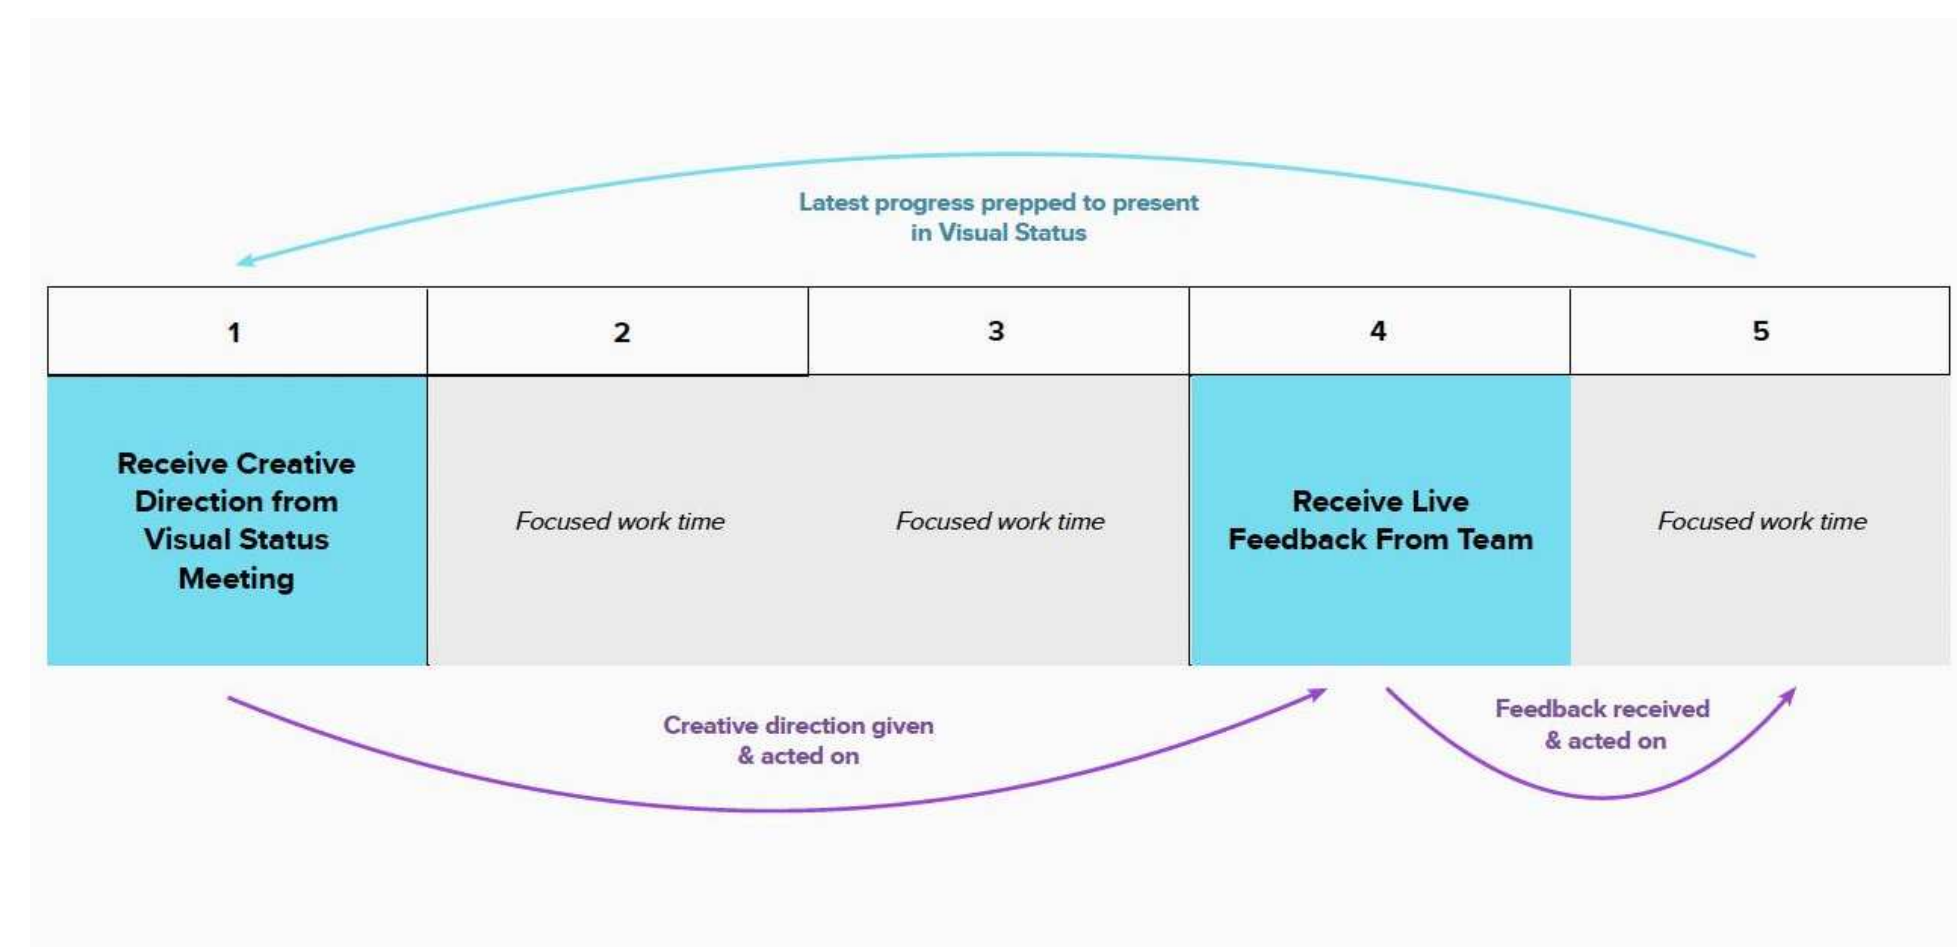 Latest progress prepped to present
in Visual Status
1
2
3
4
5
Receive Creative
Direction from
Visual Status
Meeting
Focused work time
Focused work time
Receive Live
Feedback From Team
Focused work time
Creative direction given
& acted on
Feedback received
& acted on